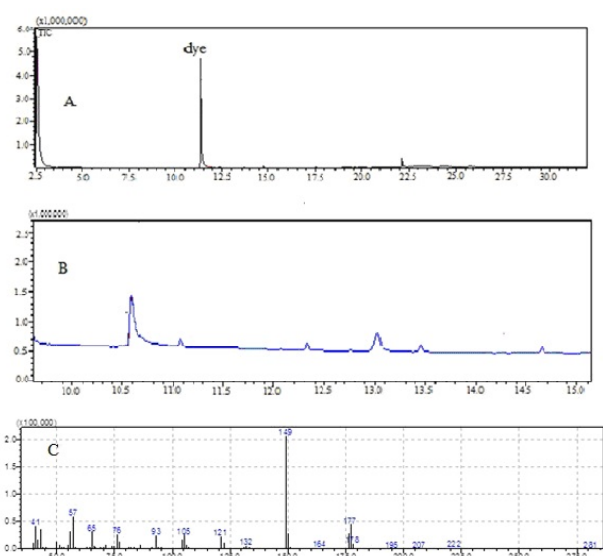 (x1,000,000)
6.0 TIC
dye
5.0
4.0
3.0 A.
2.0
1.0
2.5 5.0 7.5 10.0 12.5 15.0 17.5 20.0 22.5 25.0 27.5 30.0
(x1,000,000)
2.5
2.0 B
1.5
1.0
0.5
0.0
10.0 10.5 11.0 11.5 12.0 12.5 13.0 13.5 14.0 14.5 15.0
(x100,000)
2.0 C 149
1.5
1.0
0.5 41 57 65 76 93 105 121 132 164 177 195 207 222 281
0.0